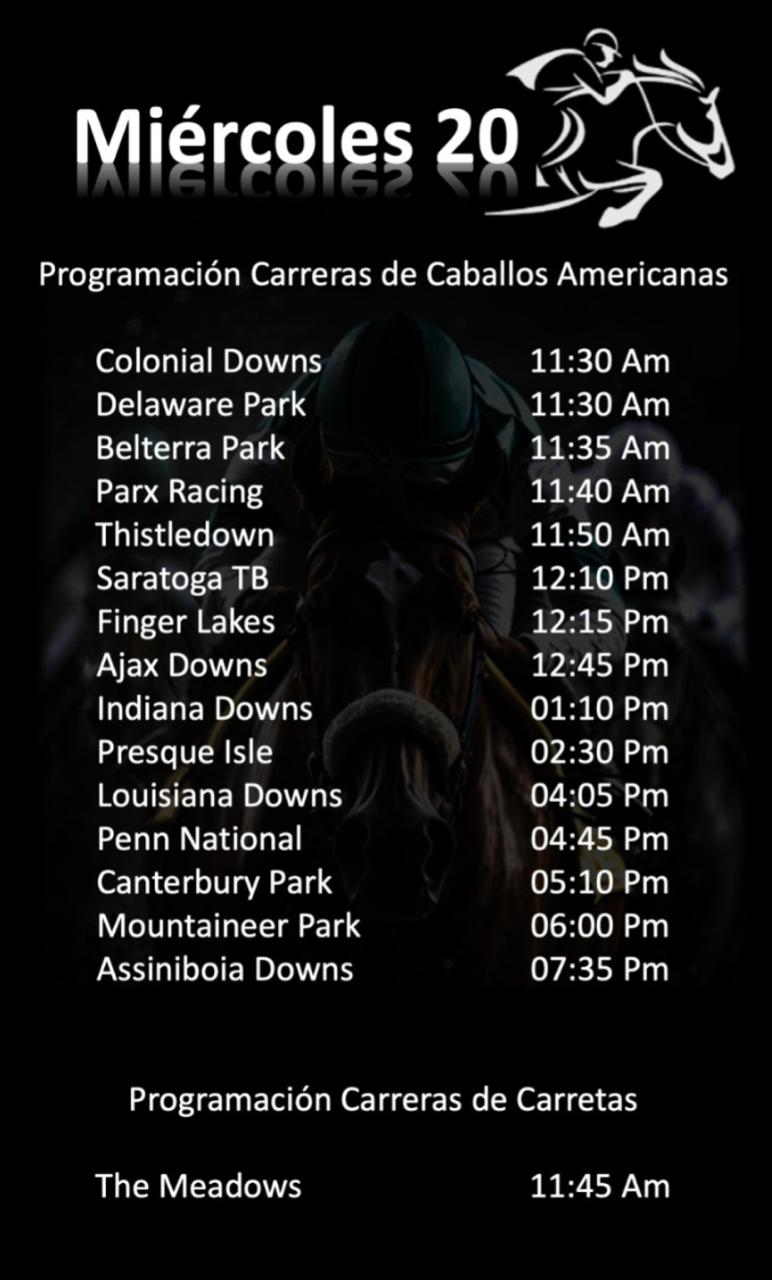 Miércoles 20
Programación Carreras de Caballos Americanas
Colonial Downs 11:30 Am
Delaware Park 11:30 Am
Belterra Park 11:35 Am
Parx Racing 11:40 Am
Thistledown 11:50 Am
Saratoga TB 12:10 Pm
Finger Lakes 12:15 Pm
Ajax Downs 12:45 Pm
Indiana Downs 01:10 Pm
Presque Isle 02:30 Pm
Louisiana Downs 04:05 Pm
Penn National 04:45 Pm
Canterbury Park 05:10 Pm
Mountaineer Park 06:00 Pm
Assiniboia Downs 07:35 Pm
Programación Carreras de Carretas
The Meadows 11:45 Am